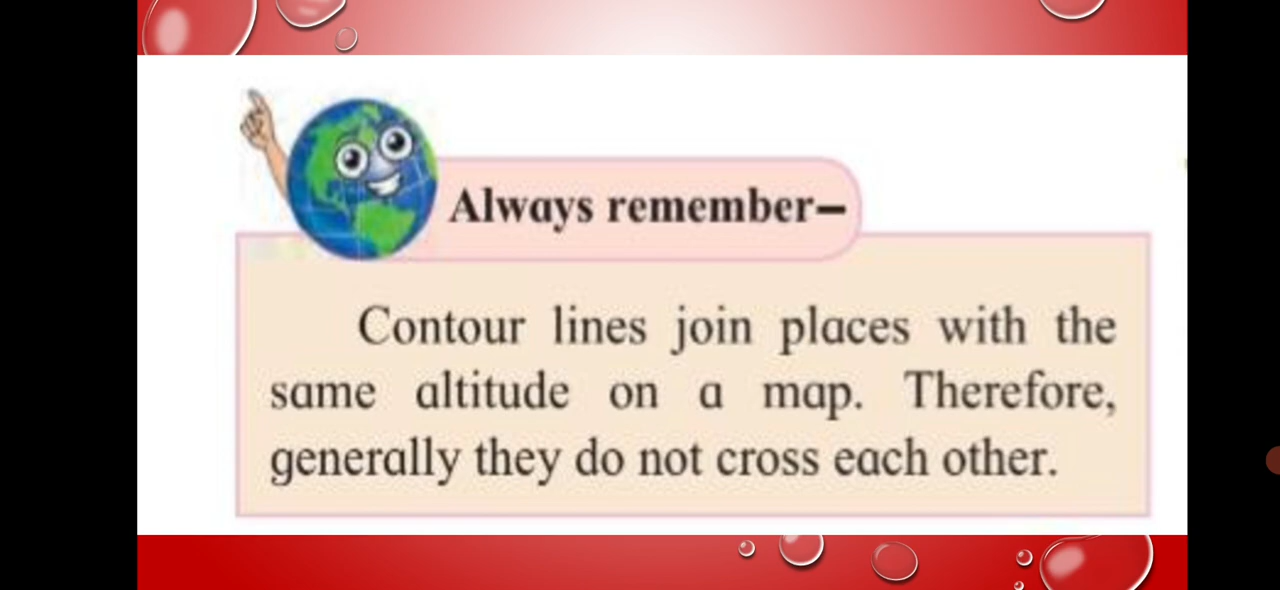 Always remember–
Contour lines join places with the
same altitude on a map. Therefore,
generally they do not cross each other.